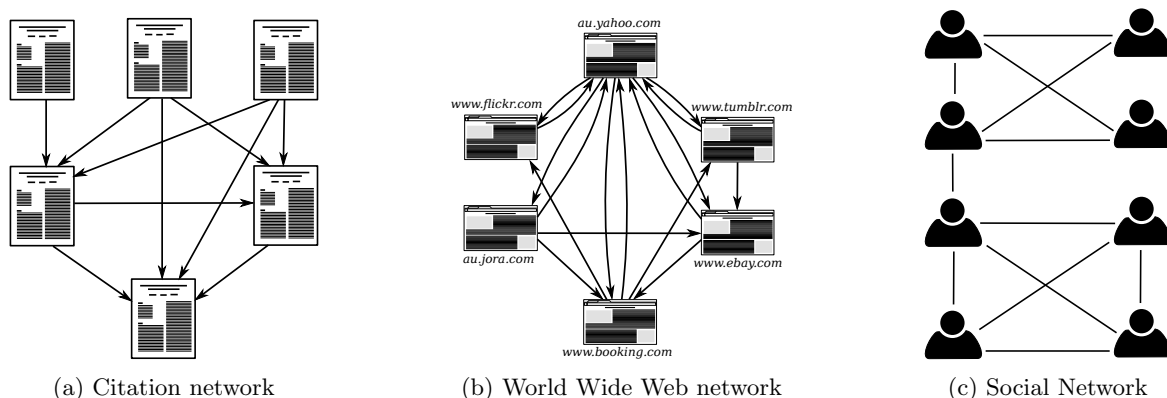 au.yahoo.com
www.flickr.com
www.tumblr.com
au.jora.com
www.ebay.com
www.booking.com
(a) Citation network
(b) World Wide Web network
(c) Social Network